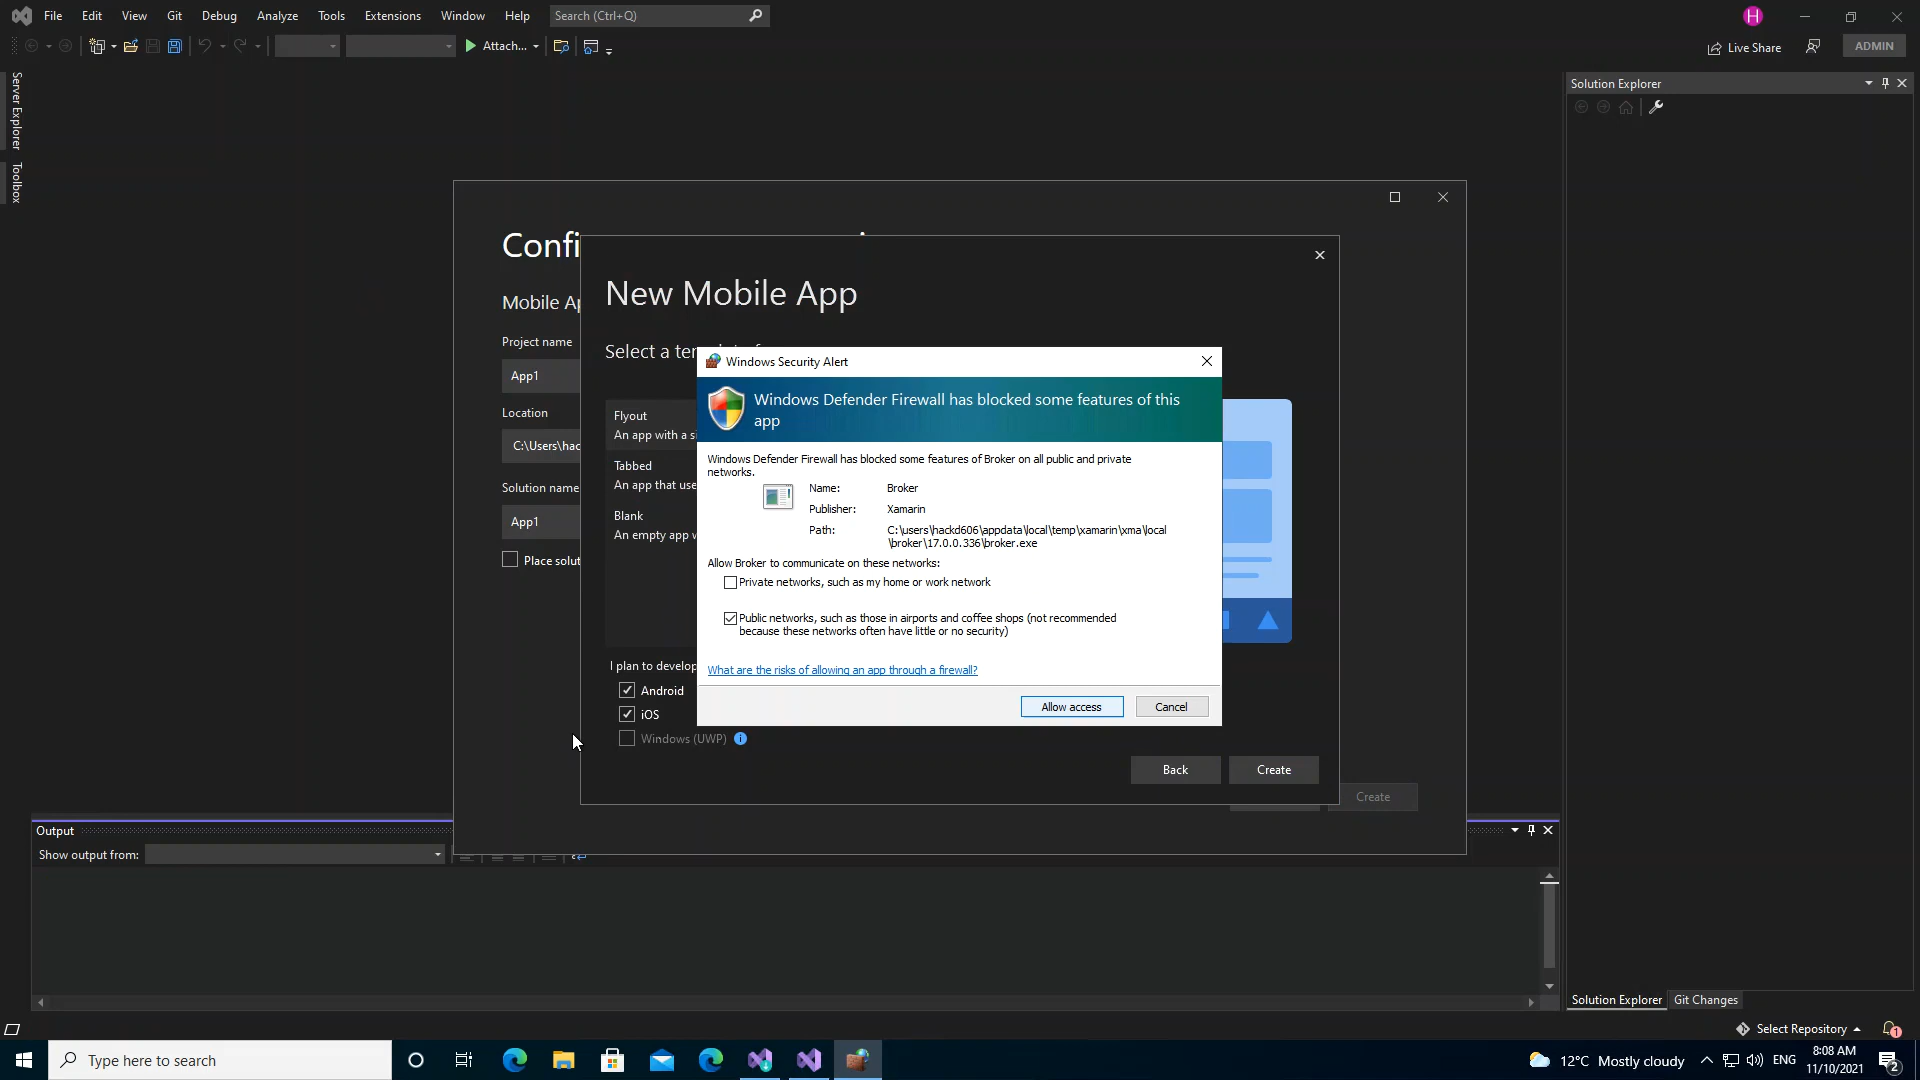 File Edit View Git Debug Analyze Tools Extensions Window Help Search (Ctrl+Q) H
Attach... Live Share ADMIN
Server Explorer
Toolbox
Solution Explorer
Confi
Mobile Ap
Project name
App1
Location
C:\Users\hac
Solution name
App1
Place solut
New Mobile App
Select a
Flyout
An app with a si
Tabbed
An app that use
Blank
An empty app w
I plan to develop
Android
iOS
Windows (UWP)
Back Create
Create
Windows Security Alert
Windows Defender Firewall has blocked some features of this
app
Windows Defender Firewall has blocked some features of Broker on all public and private
networks.
Name: Broker
Publisher: Xamarin
Path: C:\users\hackd606\appdata\local\temp\xamarin\xma\local
\broker\17.0.0.336\broker.exe
Allow Broker to communicate on these networks:
Private networks, such as my home or work network
Public networks, such as those in airports and coffee shops (not recommended
because these networks often have little or no security)
What are the risks of allowing an app through a firewall?
Allow access Cancel
Output
Show output from:
Solution Explorer Git Changes
Select Repository 1
Type here to search
12°C Mostly cloudy ENG
8:08 AM
11/10/2021
2